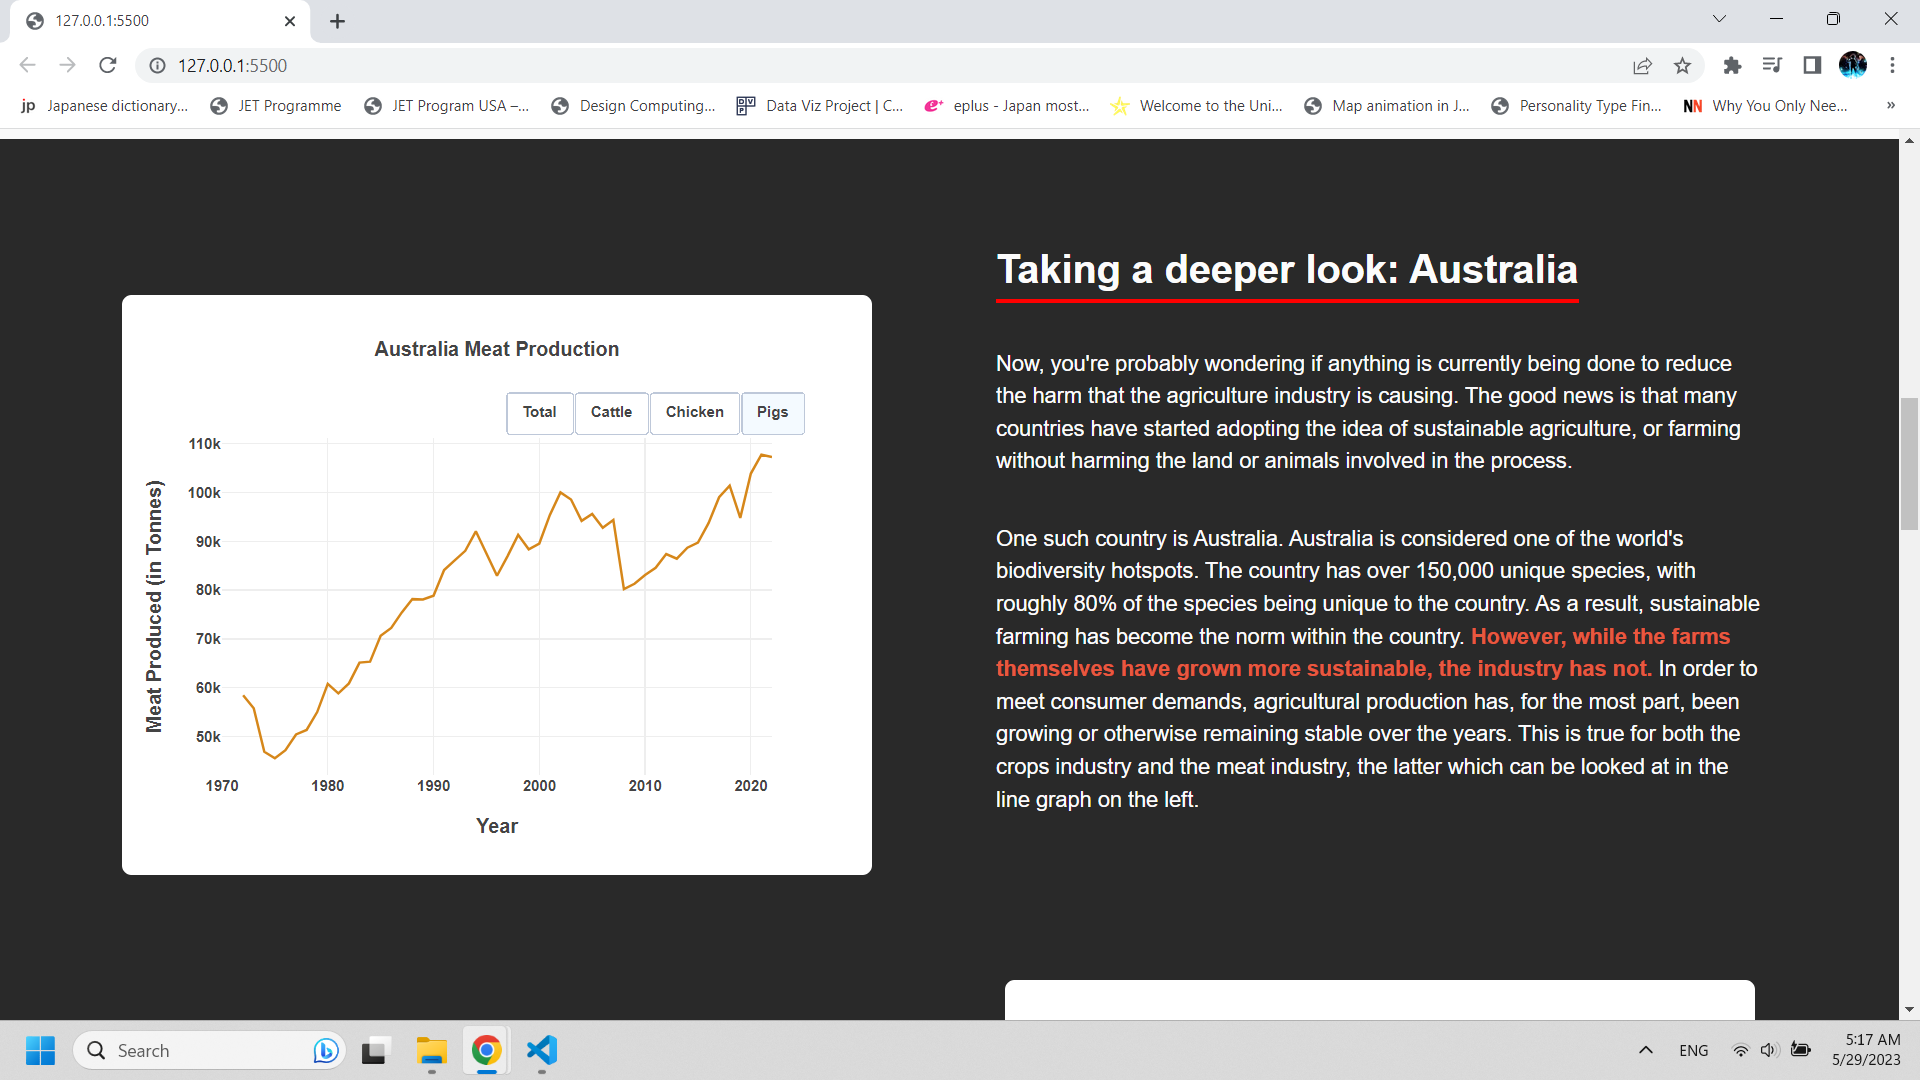 127.0.0.1:5500
127.0.0.1:5500
jp Japanese dictionary... JET Programme JET Program USA –... Design Computing... DVP Data Viz Project | C... e+ eplus - Japan most... Welcome to the Uni... Map animation in J... Personality Type Fin... NN Why You Only Nee... »
Taking a deeper look: Australia
Now, you're probably wondering if anything is currently being done to reduce
the harm that the agriculture industry is causing. The good news is that many
countries have started adopting the idea of sustainable agriculture, or farming
without harming the land or animals involved in the process.
One such country is Australia. Australia is considered one of the world's
biodiversity hotspots. The country has over 150,000 unique species, with
roughly 80% of the species being unique to the country. As a result, sustainable
farming has become the norm within the country. However, while the farms
themselves have grown more sustainable, the industry has not. In order to
meet consumer demands, agricultural production has, for the most part, been
growing or otherwise remaining stable over the years. This is true for both the
crops industry and the meat industry, the latter which can be looked at in the
line graph on the left.
Australia Meat Production
Total Cattle Chicken Pigs
Meat Produced (in Tonnes)
110k
100k
90k
80k
70k
60k
50k
1970 1980 1990 2000 2010 2020
Year
Search
ENG
5:17 AM
5/29/2023